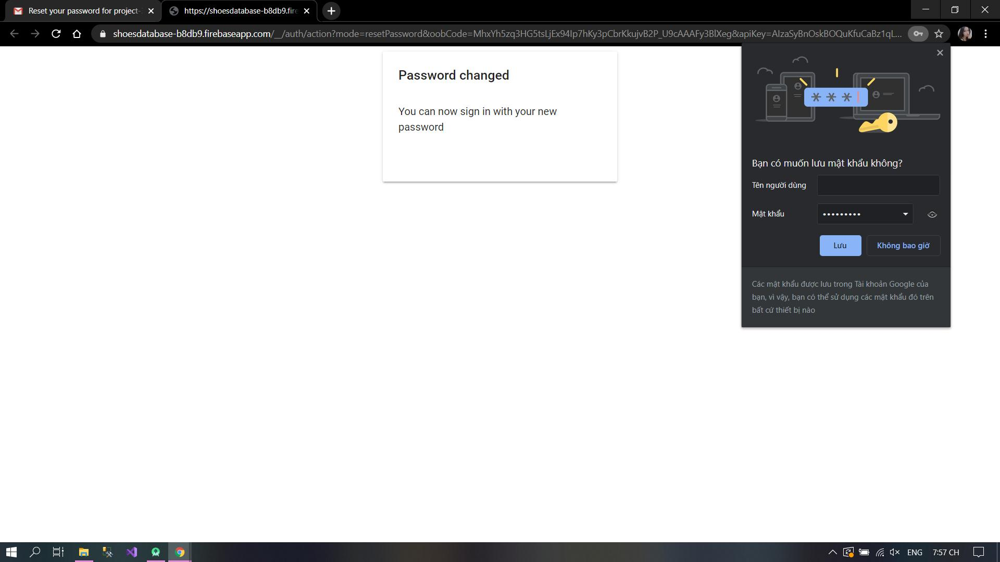 Reset your password for project-
https://shoesdatabase-b8db9.fire
shoesdatabase-b8db9.firebaseapp.com/__/auth/action?mode=resetPassword&oobCode=MhxYh5zq3HG5tsLjEx94Ip7hKy3pCbrKkujvB2P_U9cAAAFy3BlXeg&apiKey=AIzaSyBnOskBOQuKfuCaBz1qL...
Password changed
You can now sign in with your new
password
Bạn có muốn lưu mật khẩu không?
Tên người dùng
Mật khẩu
•••••••••
Lưu
Không bao giờ
Các mật khẩu được lưu trong Tài khoản Google của
bạn, vì vậy, bạn có thể sử dụng các mật khẩu đó trên
bất cứ thiết bị nào
ENG
7:57 CH